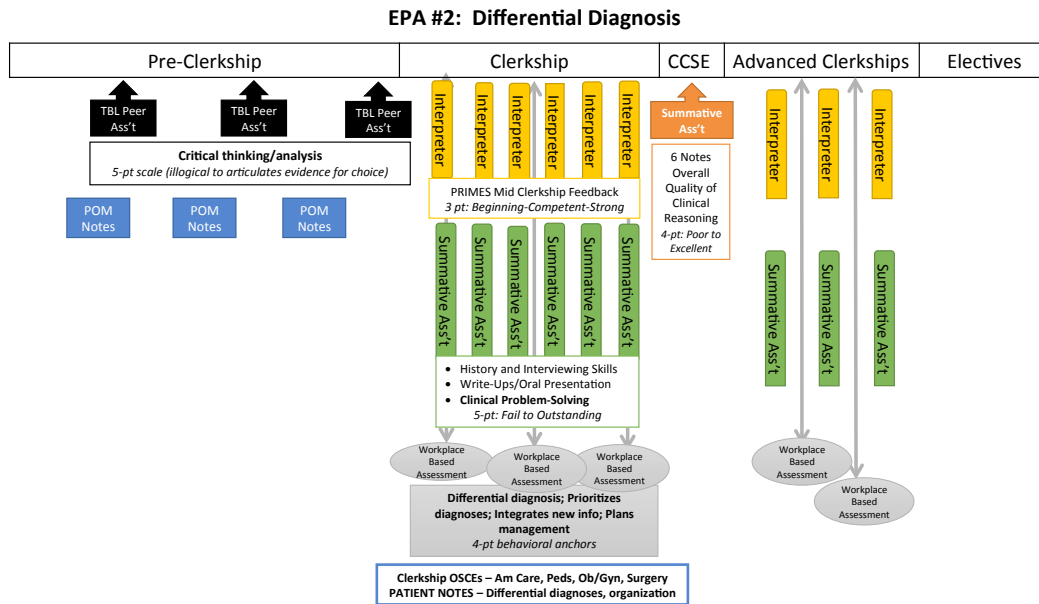 EPA #2: Differential Diagnosis
Pre-Clerkship
Clerkship
CCSE
Advanced Clerkships
Electives
TBL Peer
Ass't
TBL Peer
Ass't
TBL Peer
Ass't
Critical thinking/analysis
5-pt scale (illogical to articulates evidence for choice)
POM
Notes
POM
Notes
POM
Notes
Interpreter
Interpreter
Interpreter
Interpreter
Interpreter
Interpreter
PRIMES Mid Clerkship Feedback
3 pt: Beginning-Competent-Strong
Summative Ass't
Summative Ass't
Summative Ass't
Summative Ass't
Summative Ass't
Summative Ass't
• History and Interviewing Skills
• Write-Ups/Oral Presentation
• Clinical Problem-Solving
5-pt: Fail to Outstanding
Workplace
Based
Assessment
Workplace
Based
Assessment
Workplace
Based
Assessment
Differential diagnosis; Prioritizes
diagnoses; Integrates new info; Plans
management
4-pt behavioral anchors
Clerkship OSCEs – Am Care, Peds, Ob/Gyn, Surgery
PATIENT NOTES – Differential diagnoses, organization
Summative
Ass't
6 Notes
Overall
Quality of
Clinical
Reasoning
4-pt: Poor to
Excellent
Interpreter
Interpreter
Interpreter
Summative Ass't
Summative Ass't
Summative Ass't
Workplace
Based
Assessment
Workplace
Based
Assessment